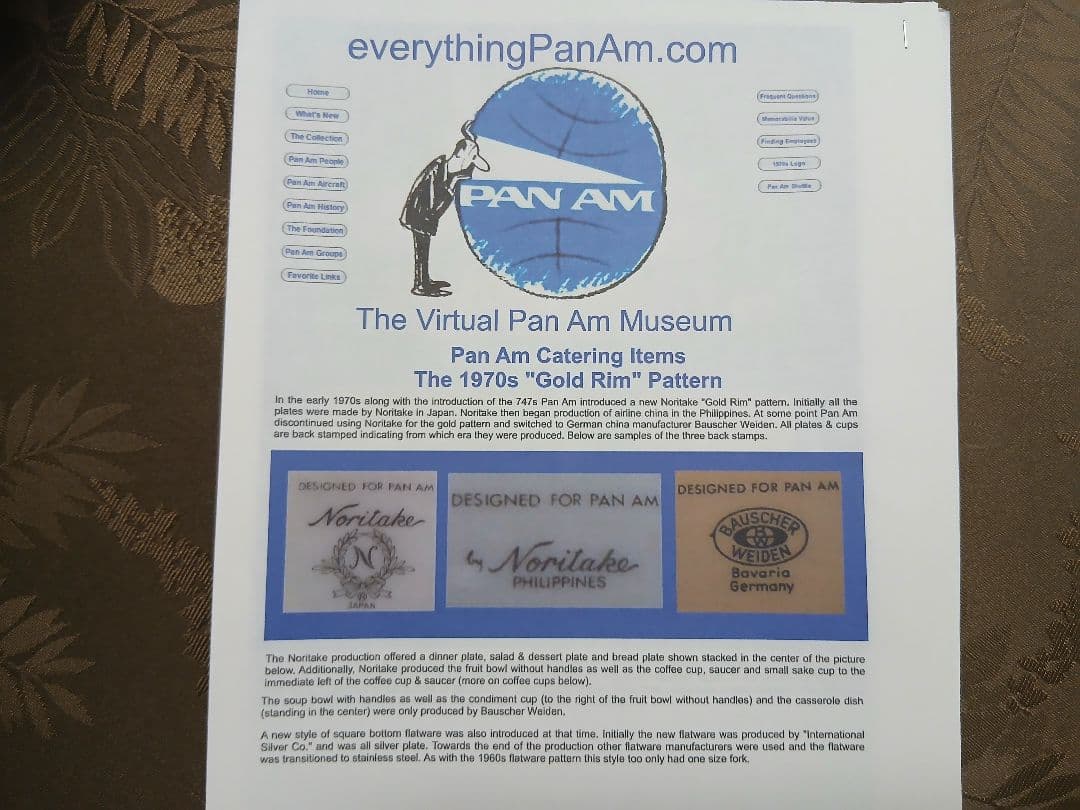 everythingPanAm.com
Home
What's New
The Collection
Pan Am People
Pan Am Aircraft
Pan Am History
The Foundation
Pan Am Groups
Favorite Links
Frequent Questions
Memorabilia Value
Finding Employees
1970s Logo
Pan Am Shuttle
PAN AM
The Virtual Pan Am Museum
Pan Am Catering Items
The 1970s "Gold Rim" Pattern
In the early 1970s along with the introduction of the 747s Pan Am introduced a new Noritake "Gold Rim" pattern. Initially all the
plates were made by Noritake in Japan. Noritake then began production of airline china in the Philippines. At some point Pan Am
discontinued using Noritake for the gold pattern and switched to German china manufacturer Bauscher Weiden. All plates & cups
are back stamped indicating from which era they were produced. Below are samples of the three back stamps.
DESIGNED FOR PAN AM
Noritake
N
JAPAN
DESIGNED FOR PAN AM
by Noritake
PHILIPPINES
DESIGNED FOR PAN AM
BAUSCHER
BW
WEIDEN
Bavaria
Germany
The Noritake production offered a dinner plate, salad & dessert plate and bread plate shown stacked in the center of the picture
below. Additionally, Noritake produced the fruit bowl without handles as well as the coffee cup, saucer and small sake cup to the
immediate left of the coffee cup & saucer (more on coffee cups below).
The soup bowl with handles as well as the condiment cup (to the right of the fruit bowl without handles) and the casserole dish
(standing in the center) were only produced by Bauscher Weiden.
A new style of square bottom flatware was also introduced at that time. Initially the new flatware was produced by "International
Silver Co." and was all silver plate. Towards the end of the production other flatware manufacturers were used and the flatware
was transitioned to stainless steel. As with the 1960s flatware pattern this style too only had one size fork.